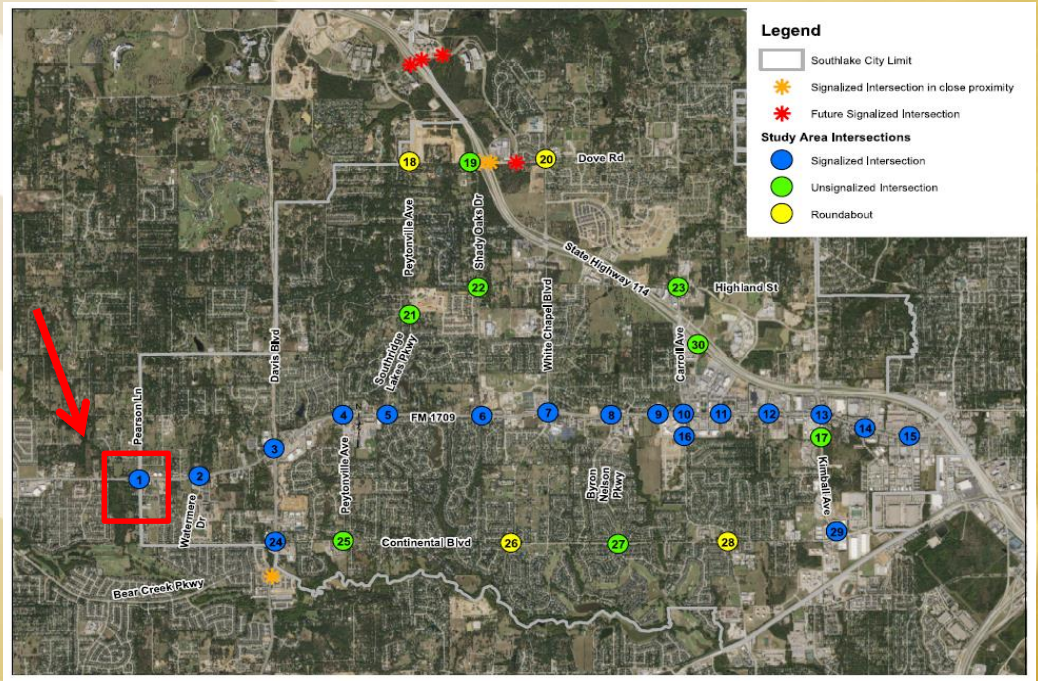 Legend
Southlake City Limit
Signalized Intersection in close proximity
Future Signalized Intersection
Study Area Intersections
Signalized Intersection
Unsignalized Intersection
Roundabout
18
19
20
Dove Rd
Peytonville Ave
Shady Oaks Dr
State Highway 114
22
23
Highland St
21
White Chapel Blvd
Davis Blvd
Southridge
Lakes Pkwy
Carroll Ave
30
Pearson Ln
4
5
FM 1709
6
7
8
9
10
11
12
13
14
15
16
17
3
1
2
Peytonville Ave
Byron
Nelson
Pkwy
Kimball Ave
Watermere
Dr
24
25
Continental Blvd
26
27
28
29
Bear Creek Pkwy